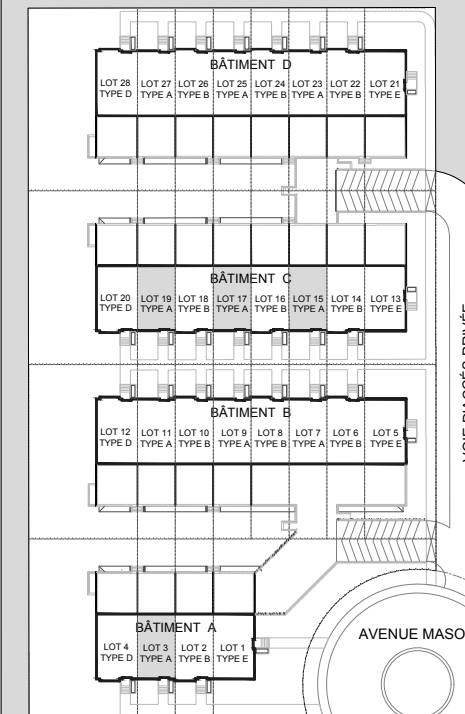 BÂTIMENT D
LOT 28 LOT 27 LOT 26 LOT 25 LOT 24 LOT 23 LOT 22 LOT 21
TYPE D TYPE A TYPE B TYPE A TYPE B TYPE A TYPE B TYPE E
BÂTIMENT C
LOT 20 LOT 19 LOT 18 LOT 17 LOT 16 LOT 15 LOT 14 LOT 13
TYPE D TYPE A TYPE B TYPE A TYPE B TYPE A TYPE B TYPE E
VOIE D'ACCÈS PRIVÉE
BÂTIMENT B
LOT 12 LOT 11 LOT 10 LOT 9 LOT 8 LOT 7 LOT 6 LOT 5
TYPE D TYPE A TYPE B TYPE A TYPE B TYPE A TYPE B TYPE E
BÂTIMENT A
LOT 4 LOT 3 LOT 2 LOT 1
TYPE D TYPE A TYPE B TYPE E
AVENUE MASO